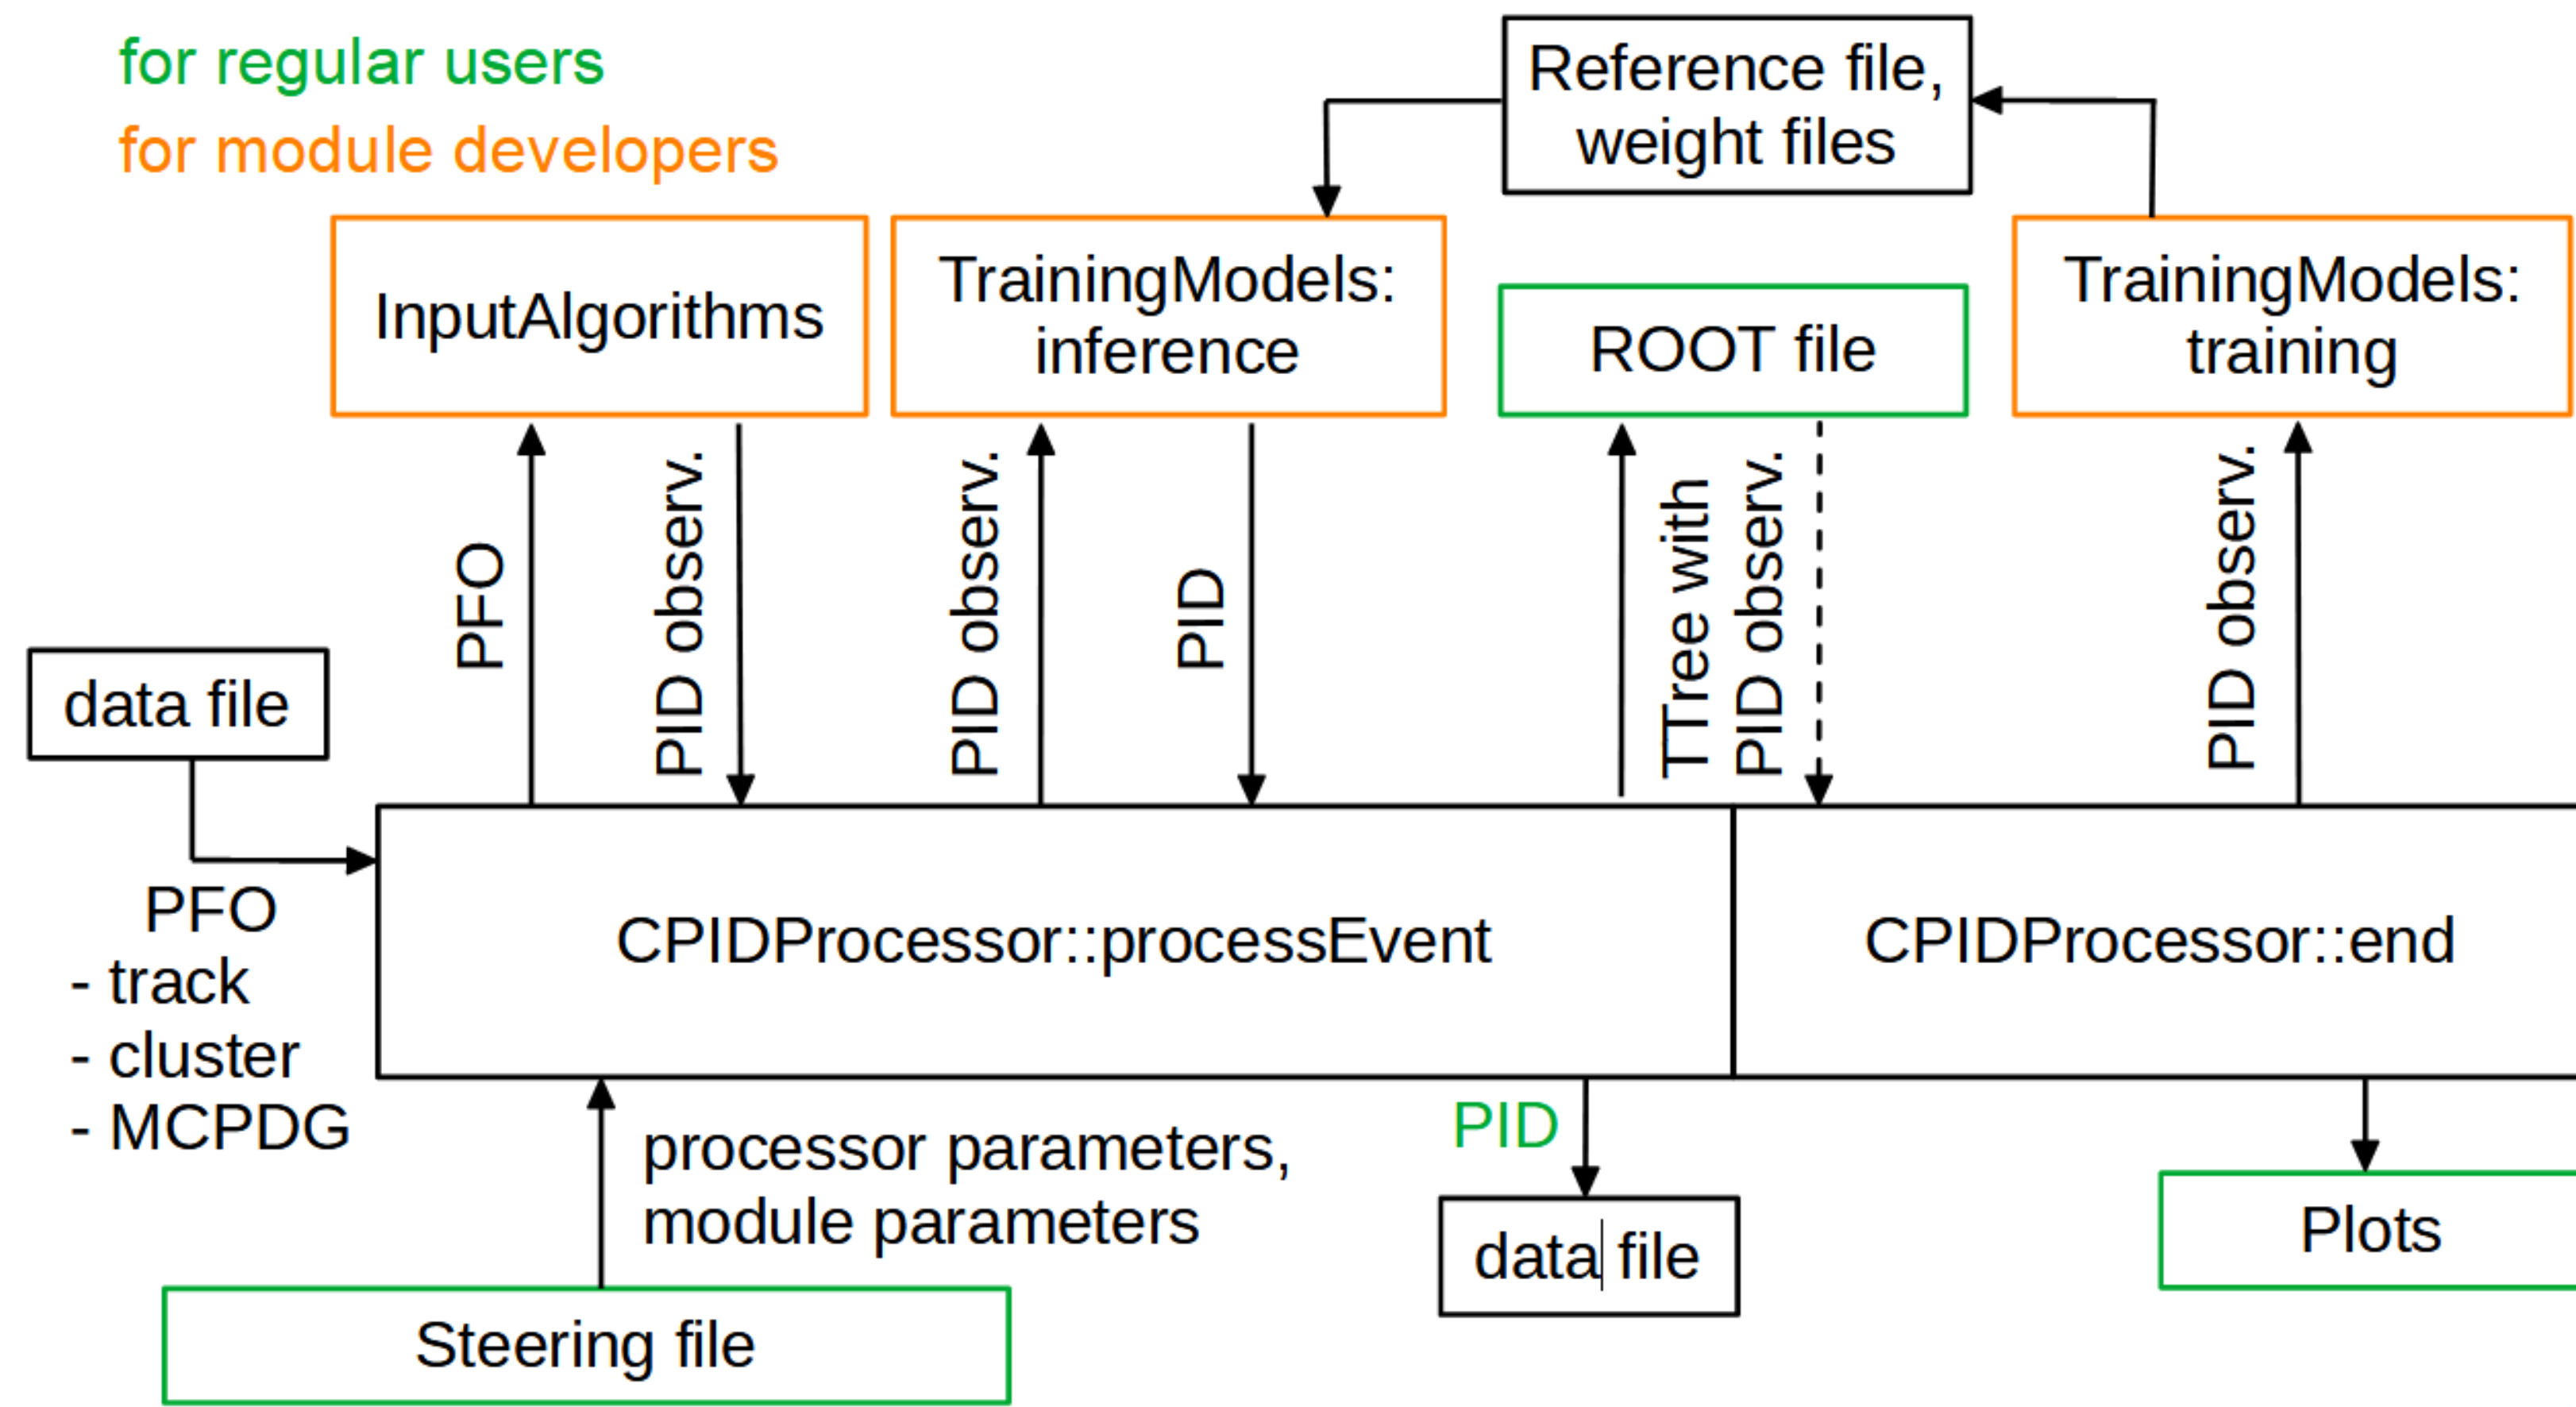 for regular users
for module developers
Reference file,
weight files
InputAlgorithms
TrainingModels:
inference
ROOT file
TrainingModels:
training
PFO
PID observ.
PID observ.
PID
TTree with
PID observ.
PID observ.
data file
PFO
- track
- cluster
- MCPDG
CPIDProcessor::processEvent
CPIDProcessor::end
processor parameters,
module parameters
PID
data file
Plots
Steering file